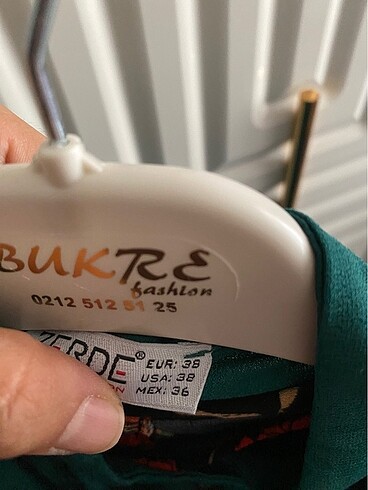 BUKRE
fashion
0212 512 51 25
ZERDE®
EUR: 38
USA: 38
MEX: 36